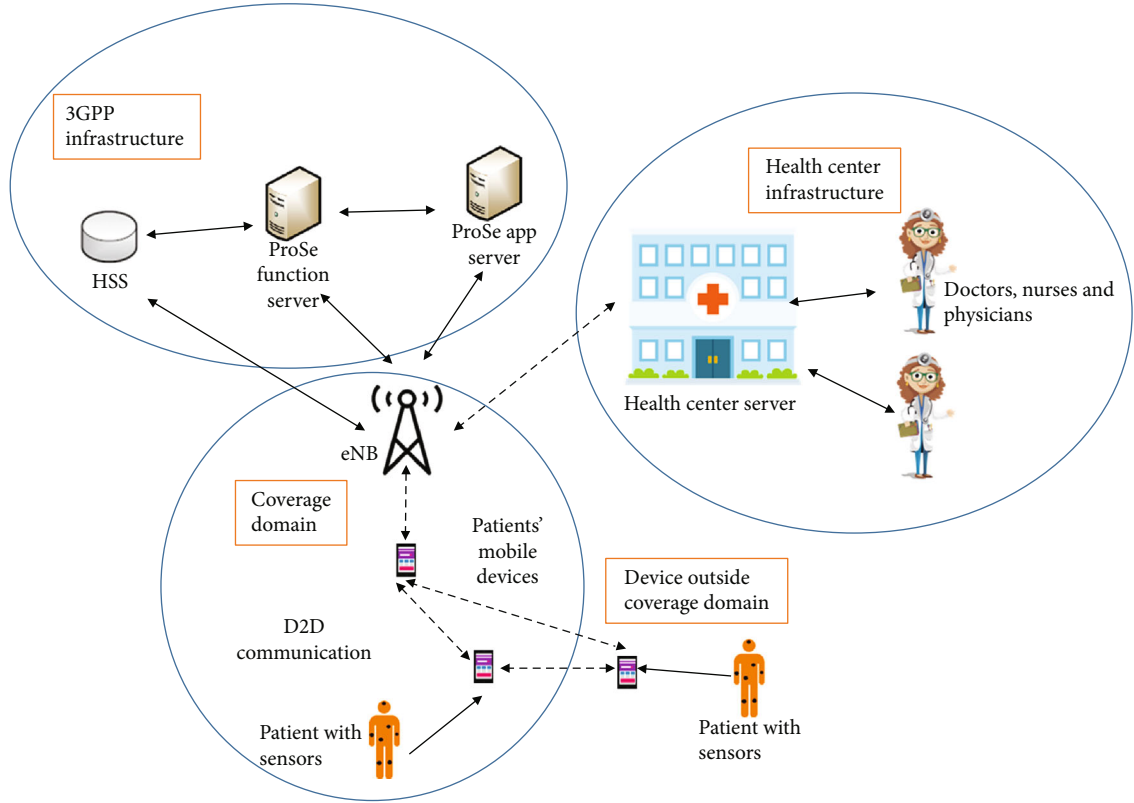 3GPP
infrastructure
HSS
ProSe
function
server
ProSe app
server
Health center
infrastructure
Doctors, nurses and
physicians
Health center server
eNB
Coverage
domain
Patients’
mobile
devices
D2D
communication
Patient with
sensors
Device outside
coverage domain
Patient with
sensors